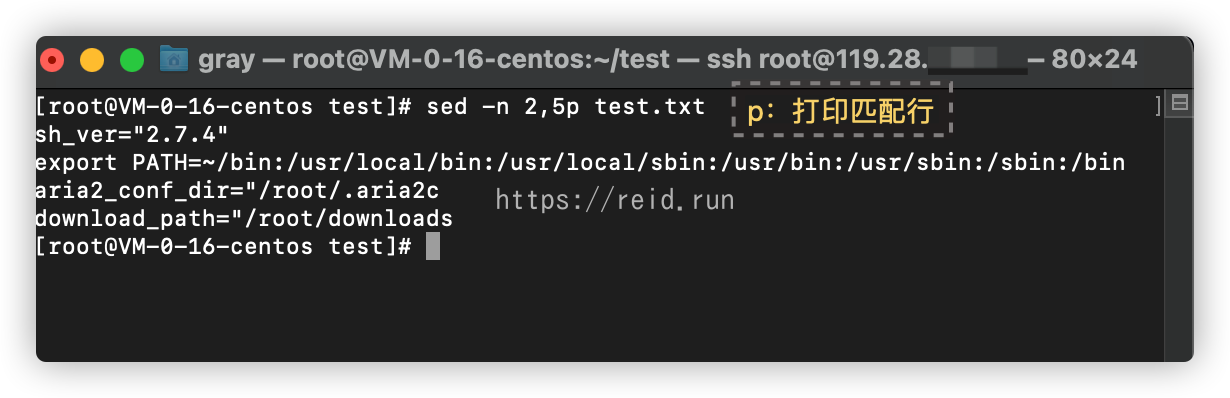 gray — root@VM-0-16-centos:~/test — ssh root@119.28. — 80×24
[root@VM-0-16-centos test]# sed -n 2,5p test.txt p：打印匹配行 ]
sh_ver="2.7.4"
export PATH=~/bin:/usr/local/bin:/usr/local/sbin:/usr/bin:/usr/sbin:/sbin:/bin
aria2_conf_dir="/root/.aria2c
https://reid.run
download_path="/root/downloads
[root@VM-0-16-centos test]#